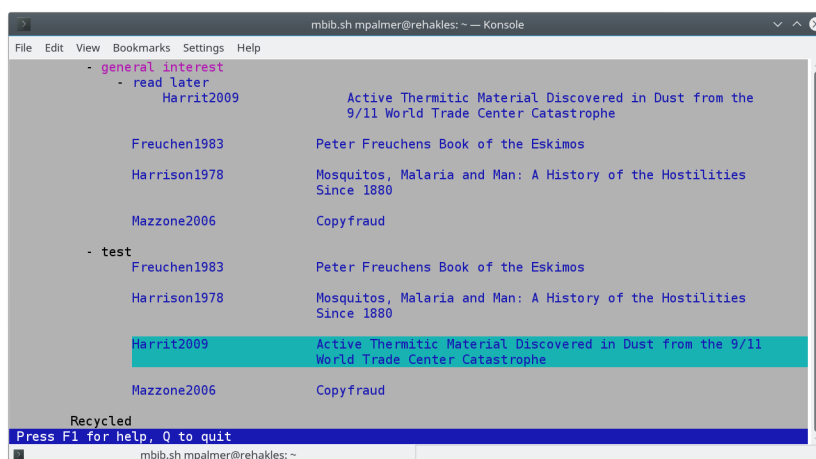 mbib.sh mpalmer@rehakles: ~ — Konsole
File Edit View Bookmarks Settings Help
- general interest
- read later
Harrit2009 Active Thermitic Material Discovered in Dust from the
9/11 World Trade Center Catastrophe
Freuchen1983 Peter Freuchens Book of the Eskimos
Harrison1978 Mosquitos, Malaria and Man: A History of the Hostilities
Since 1880
Mazzone2006 Copyfraud
- test
Freuchen1983 Peter Freuchens Book of the Eskimos
Harrison1978 Mosquitos, Malaria and Man: A History of the Hostilities
Since 1880
Harrit2009 Active Thermitic Material Discovered in Dust from the 9/11
World Trade Center Catastrophe
Mazzone2006 Copyfraud
Recycled
Press F1 for help, Q to quit
mbib.sh mpalmer@rehakles: ~